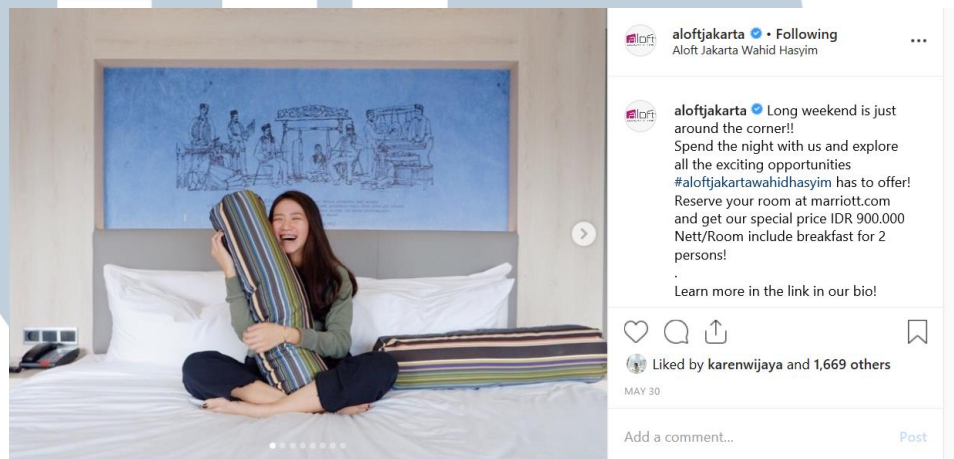 aloftjakarta • Following
Aloft Jakarta Wahid Hasyim
aloft
aloft
aloftjakarta Long weekend is just
around the corner!!
Spend the night with us and explore
all the exciting opportunities
#aloftjakartawahidhasyim has to offer!
Reserve your room at marriott.com
and get our special price IDR 900.000
Nett/Room include breakfast for 2
persons!
.
Learn more in the link in our bio!
Liked by karenwijaya and 1,669 others
MAY 30
Add a comment...
Post